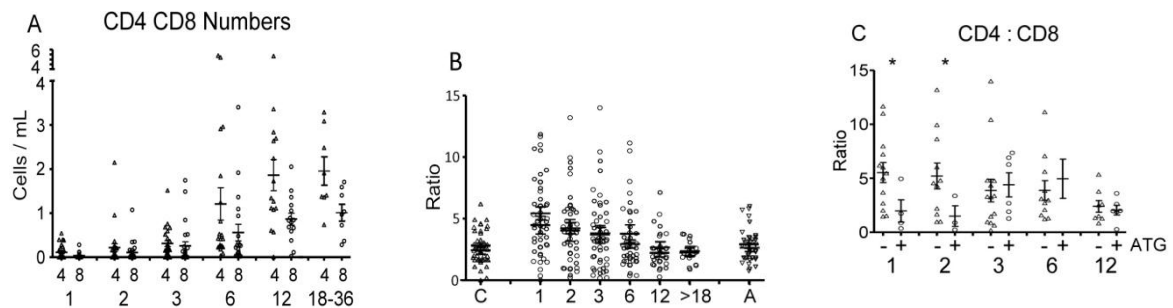 A
CD4 CD8 Numbers
6
4
4
3
2
1
0
Cells / mL
4 8 4 8 4 8 4 8 4 8 4 8
1 2 3 6 12 18-36
B
15
10
5
0
Ratio
C 1 2 3 6 12 >18 A
C
CD4 : CD8
* *
15
10
5
0
Ratio
- + - + - + - + - + ATG
1 2 3 6 12